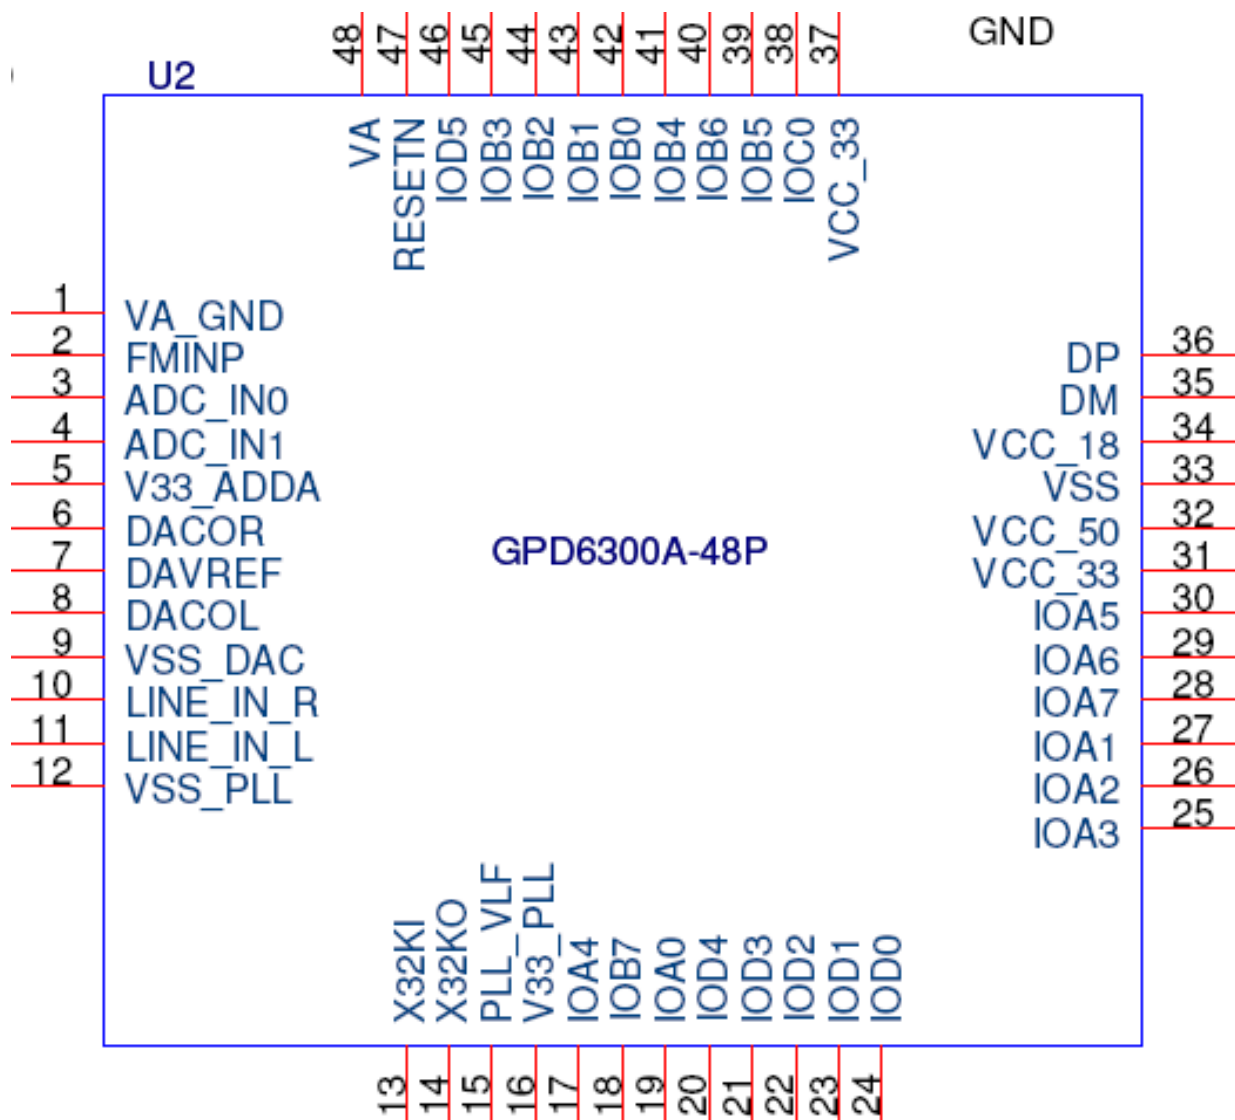 GND
U2
48
47
46
45
44
43
42
41
40
39
38
37
VA
RESETN
IOD5
IOB3
IOB2
IOB1
IOB0
IOB4
IOB6
IOB5
IOC0
VCC_33
1 VA_GND
2 FMINP
3 ADC_IN0
4 ADC_IN1
5 V33_ADDA
6 DACOR
7 DAVREF
8 DACOL
9 VSS_DAC
10 LINE_IN_R
11 LINE_IN_L
12 VSS_PLL
GPD6300A-48P
DP 36
DM 35
VCC_18 34
VSS 33
VCC_50 32
VCC_33 31
IOA5 30
IOA6 29
IOA7 28
IOA1 27
IOA2 26
IOA3 25
X32KI
X32KO
PLL_VLF
V33_PLL
IOA4
IOB7
IOA0
IOD4
IOD3
IOD2
IOD1
IOD0
13
14
15
16
17
18
19
20
21
22
23
24